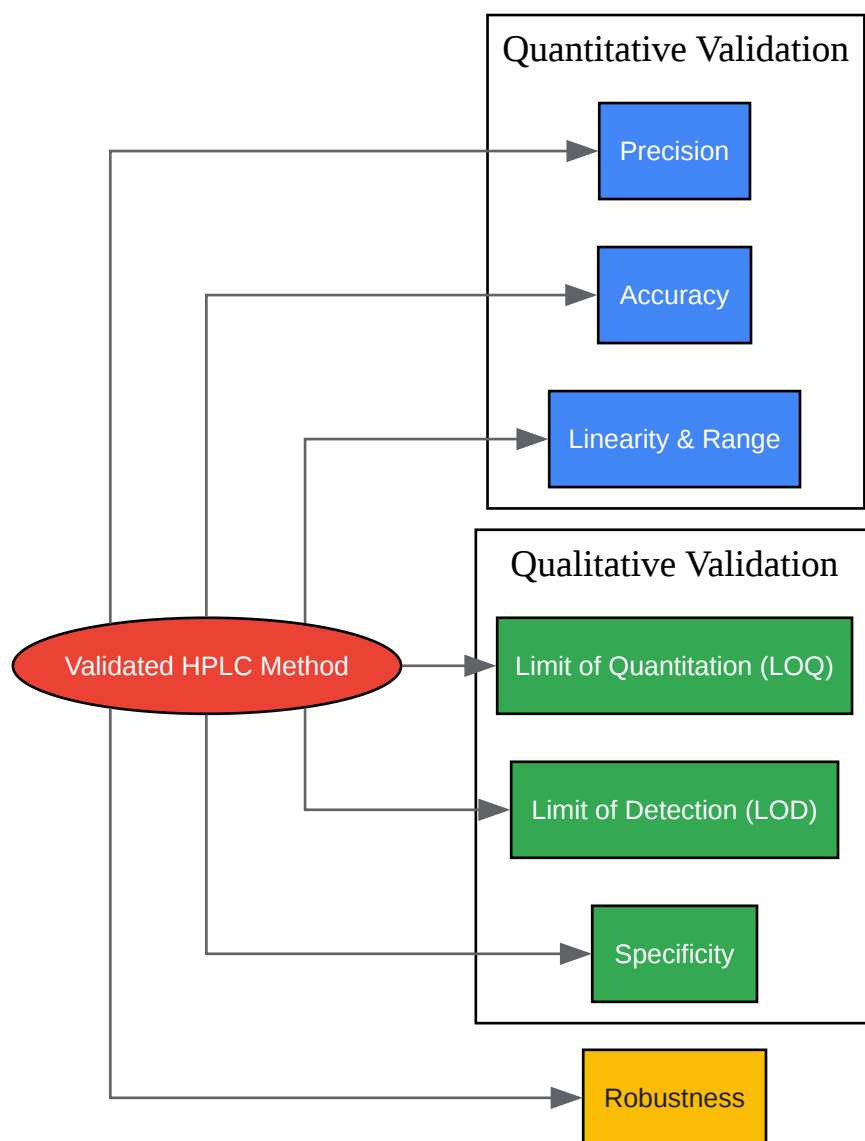 Quantitative Validation
Precision
Accuracy
Linearity & Range
Qualitative Validation
Validated HPLC Method
Limit of Quantitation (LOQ)
Limit of Detection (LOD)
Specificity
Robustness